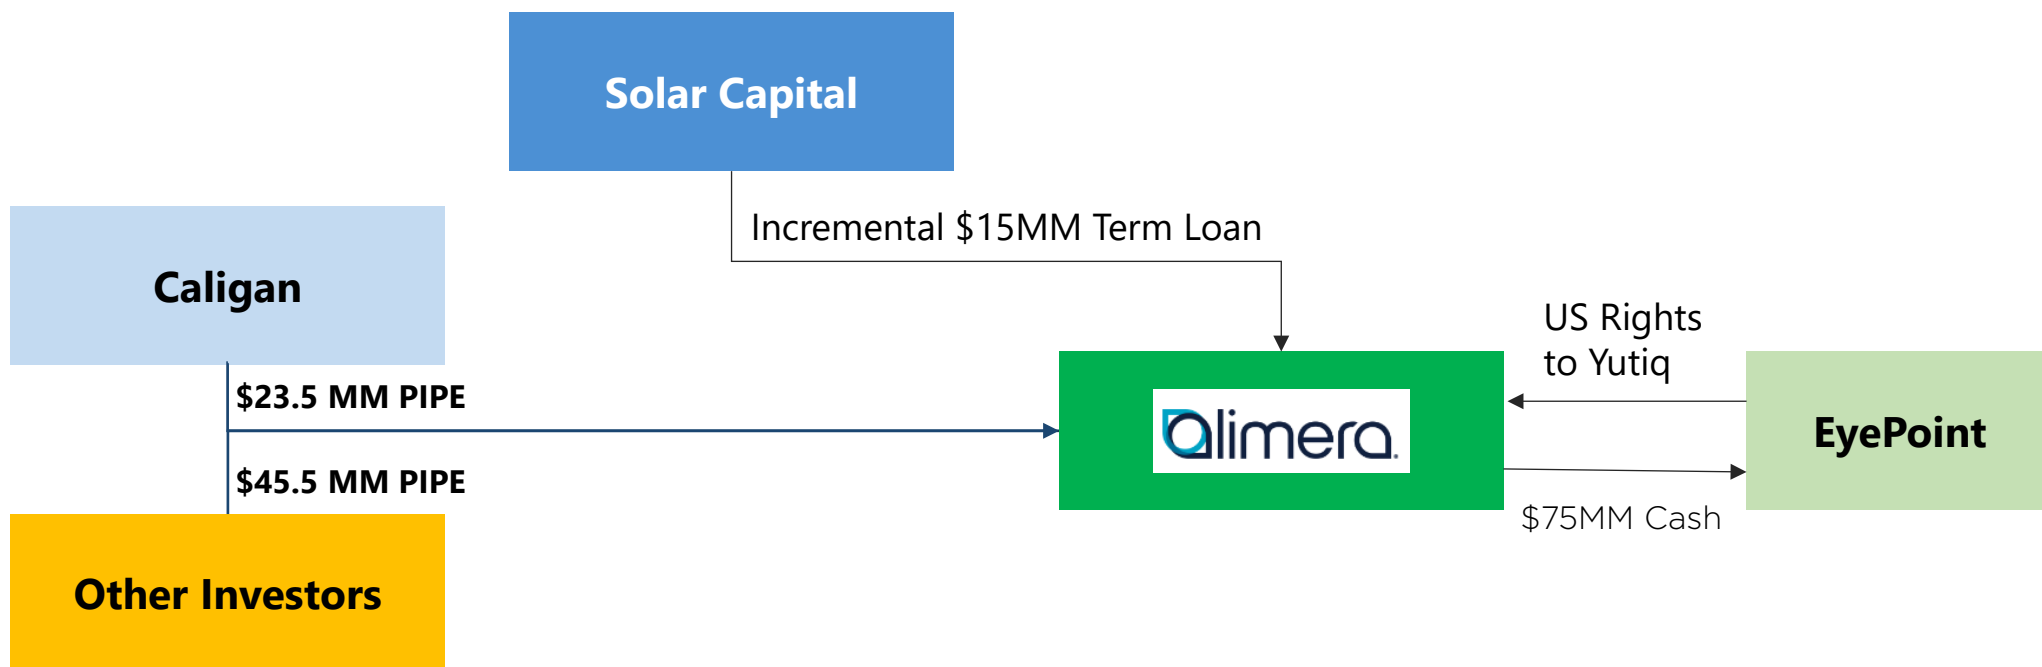 Solar Capital
Incremental $15MM Term Loan
Caligan
$23.5 MM PIPE
$45.5 MM PIPE
Other Investors
alimera.
US Rights
to Yutiq
EyePoint
$75MM Cash